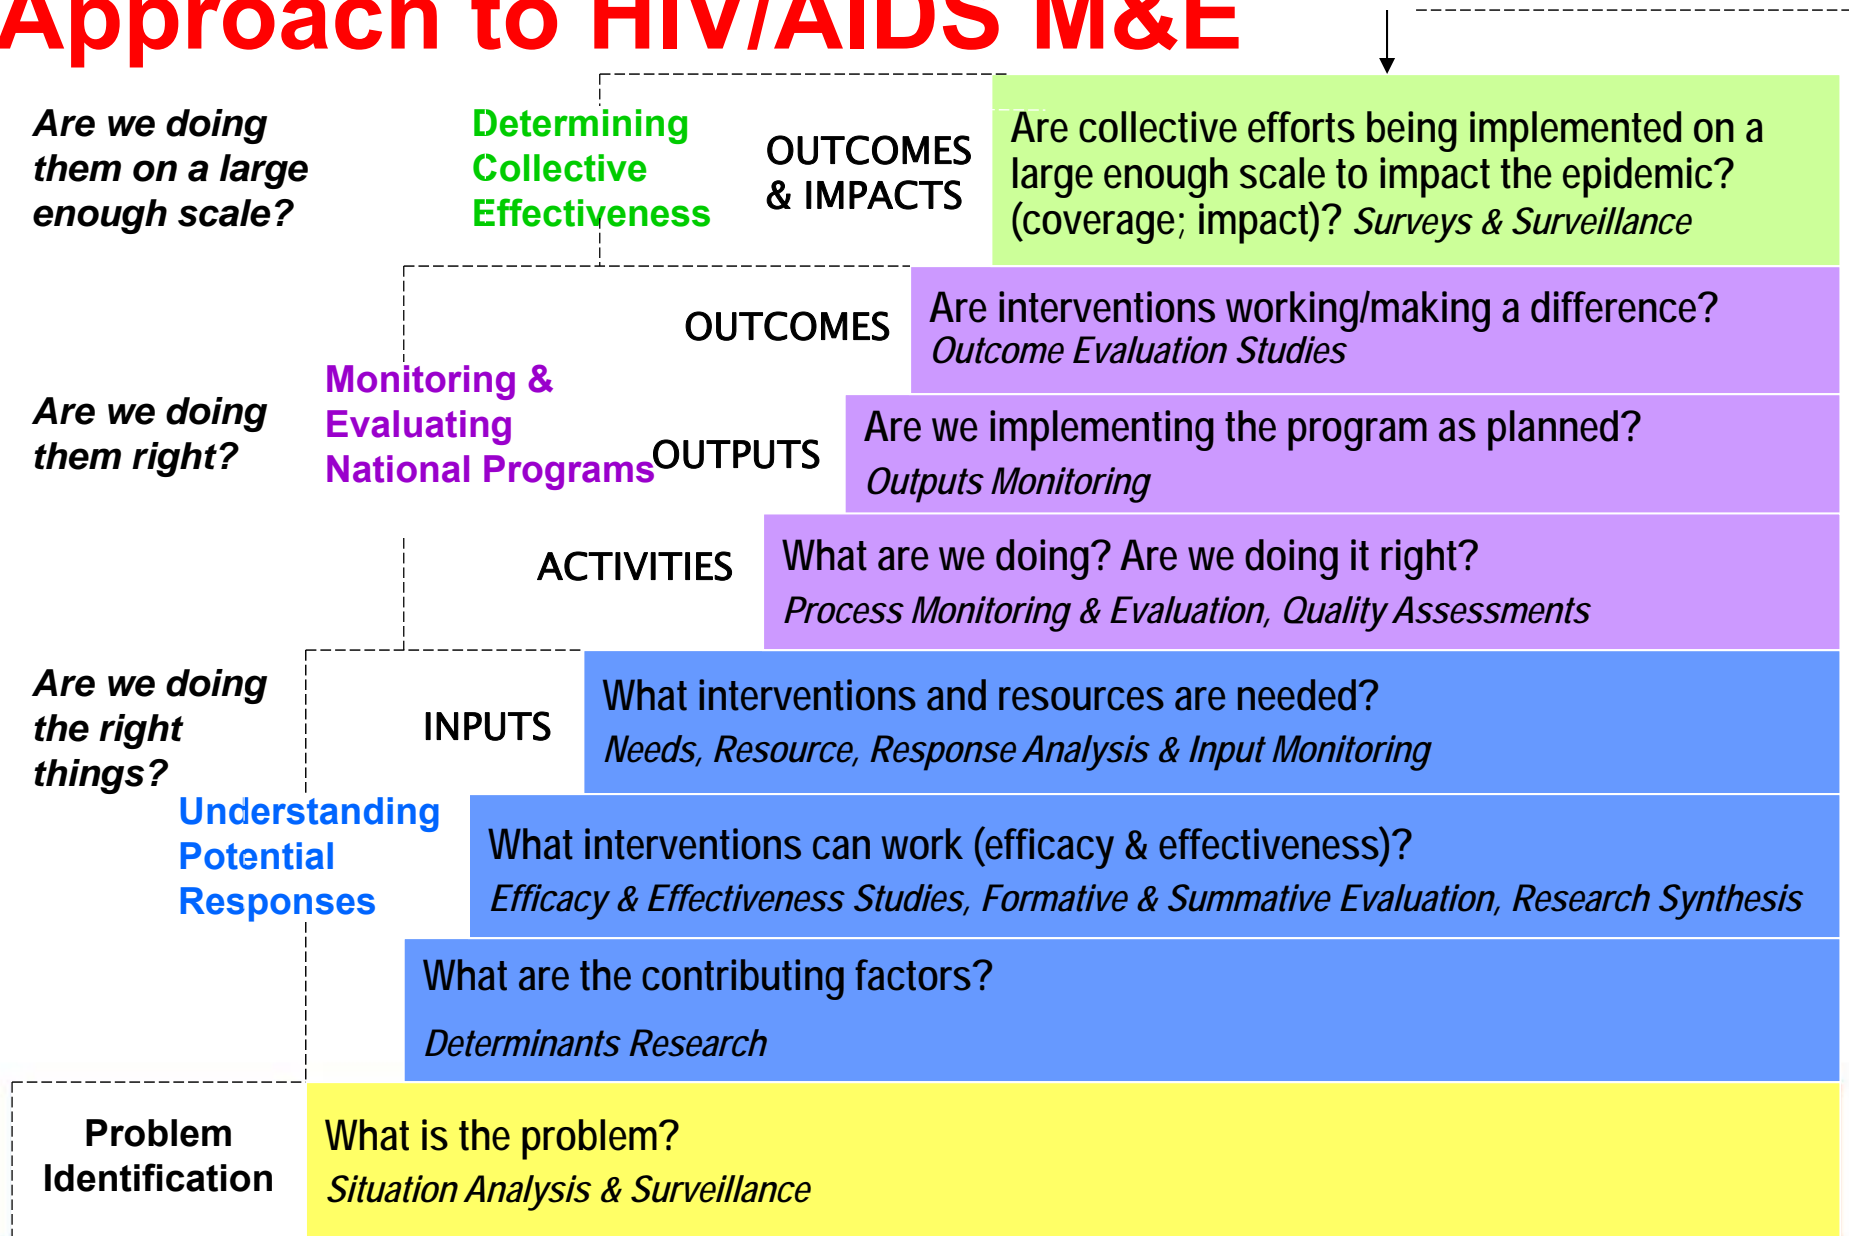 Approach to HIV/AIDS M&E
Are we doing
them on a large
enough scale?
Determining
Collective
Effectiveness
OUTCOMES
& IMPACTS
Are collective efforts being implemented on a
large enough scale to impact the epidemic?
(coverage; impact)? Surveys & Surveillance
OUTCOMES
Are interventions working/making a difference?
Outcome Evaluation Studies
Are we doing
them right?
Monitoring &
Evaluating
National Programs
OUTPUTS
Are we implementing the program as planned?
Outputs Monitoring
ACTIVITIES
What are we doing? Are we doing it right?
Process Monitoring & Evaluation, Quality Assessments
Are we doing
the right
things?
INPUTS
What interventions and resources are needed?
Needs, Resource, Response Analysis & Input Monitoring
Understanding
Potential
Responses
What interventions can work (efficacy & effectiveness)?
Efficacy & Effectiveness Studies, Formative & Summative Evaluation, Research Synthesis
What are the contributing factors?
Determinants Research
Problem
Identification
What is the problem?
Situation Analysis & Surveillance